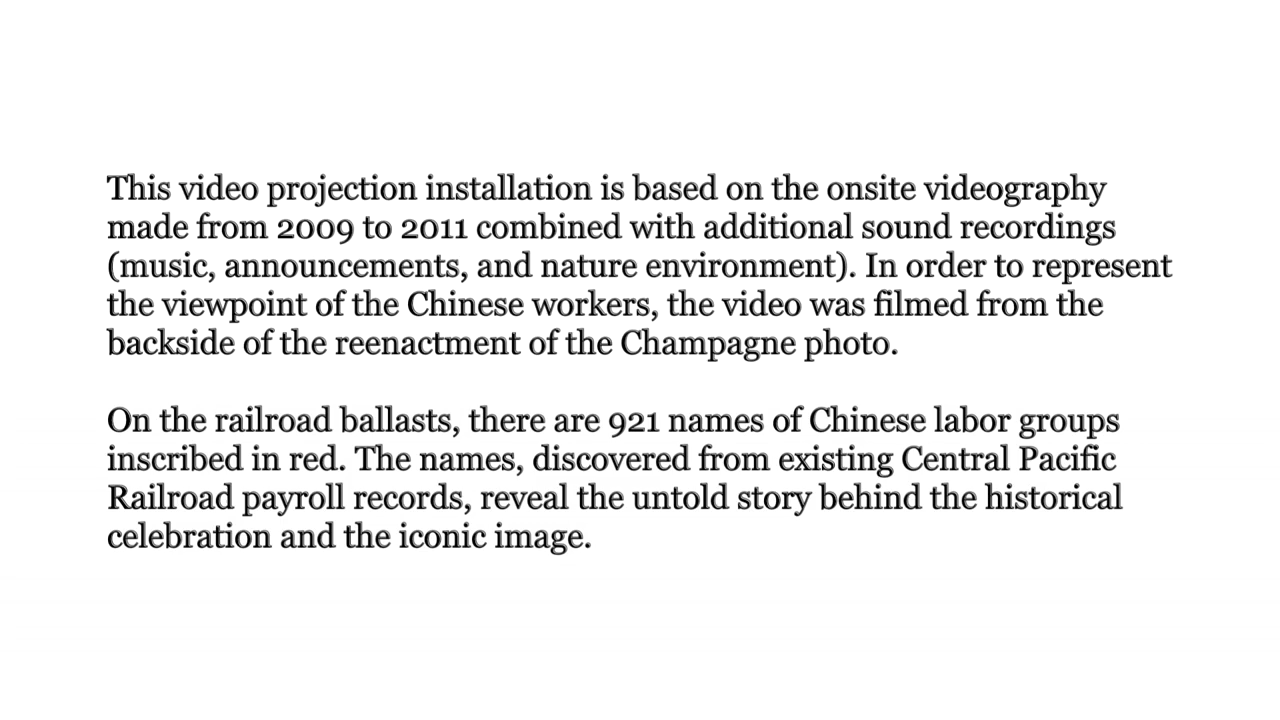 This video projection installation is based on the onsite videography
made from 2009 to 2011 combined with additional sound recordings
(music, announcements, and nature environment). In order to represent
the viewpoint of the Chinese workers, the video was filmed from the
backside of the reenactment of the Champagne photo.
On the railroad ballasts, there are 921 names of Chinese labor groups
inscribed in red. The names, discovered from existing Central Pacific
Railroad payroll records, reveal the untold story behind the historical
celebration and the iconic image.